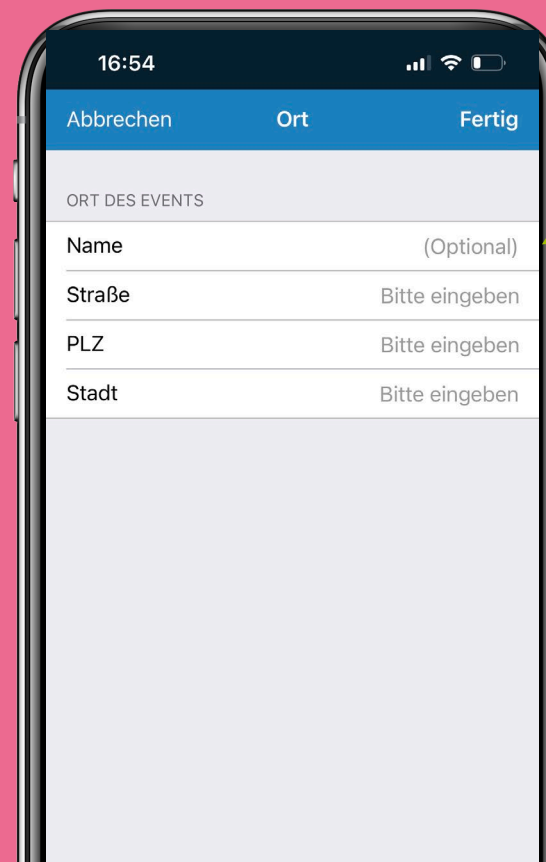 16:54
Abbrechen Ort Fertig
ORT DES EVENTS
Name (Optional)
Straße Bitte eingeben
PLZ Bitte eingeben
Stadt Bitte eingeben